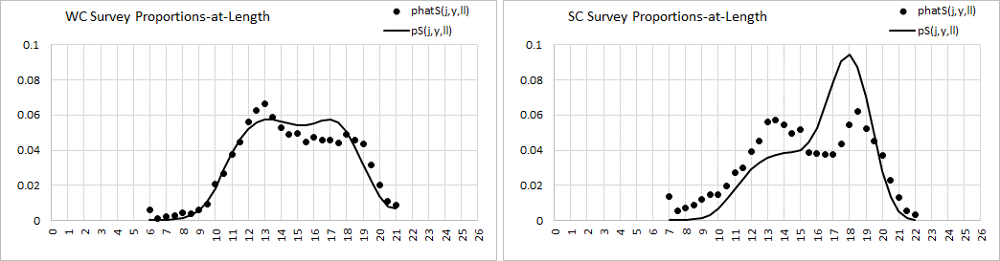 WC Survey Proportions-at-Length
phatS(j,y,ll)
pS(j,y,ll)
0.1
0.08
0.06
0.04
0.02
0
0 1 2 3 4 5 6 7 8 9 10 11 12 13 14 15 16 17 18 19 20 21 22 23 24 25 26
SC Survey Proportions-at-Length
phatS(j,y,ll)
pS(j,y,ll)
0.1
0.08
0.06
0.04
0.02
0
0 1 2 3 4 5 6 7 8 9 10 11 12 13 14 15 16 17 18 19 20 21 22 23 24 25 26